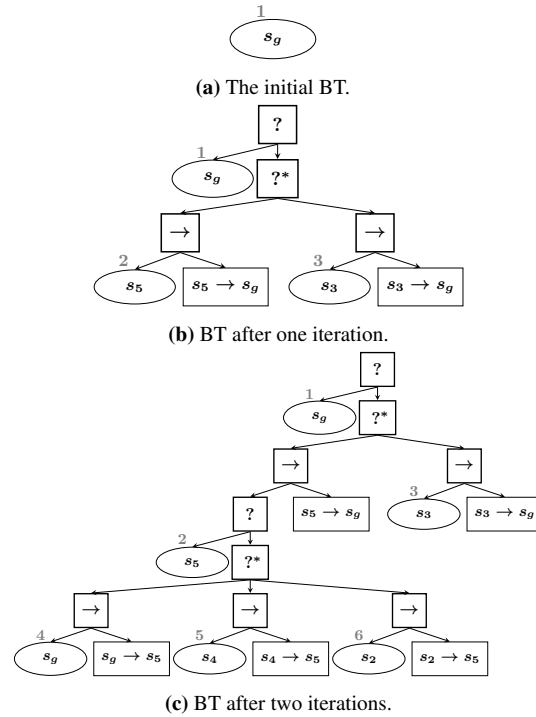 1
s_g
(a) The initial BT.
?
1
s_g ?*
→ →
2 3
s_5 s_5 → s_g s_3 s_3 → s_g
(b) BT after one iteration.
?
1
s_g ?*
→ →
3
? s_5 → s_g s_3 s_3 → s_g
2
s_5 ?*
→ → →
4 5 6
s_g s_g → s_5 s_4 s_4 → s_5 s_2 s_2 → s_5
(c) BT after two iterations.